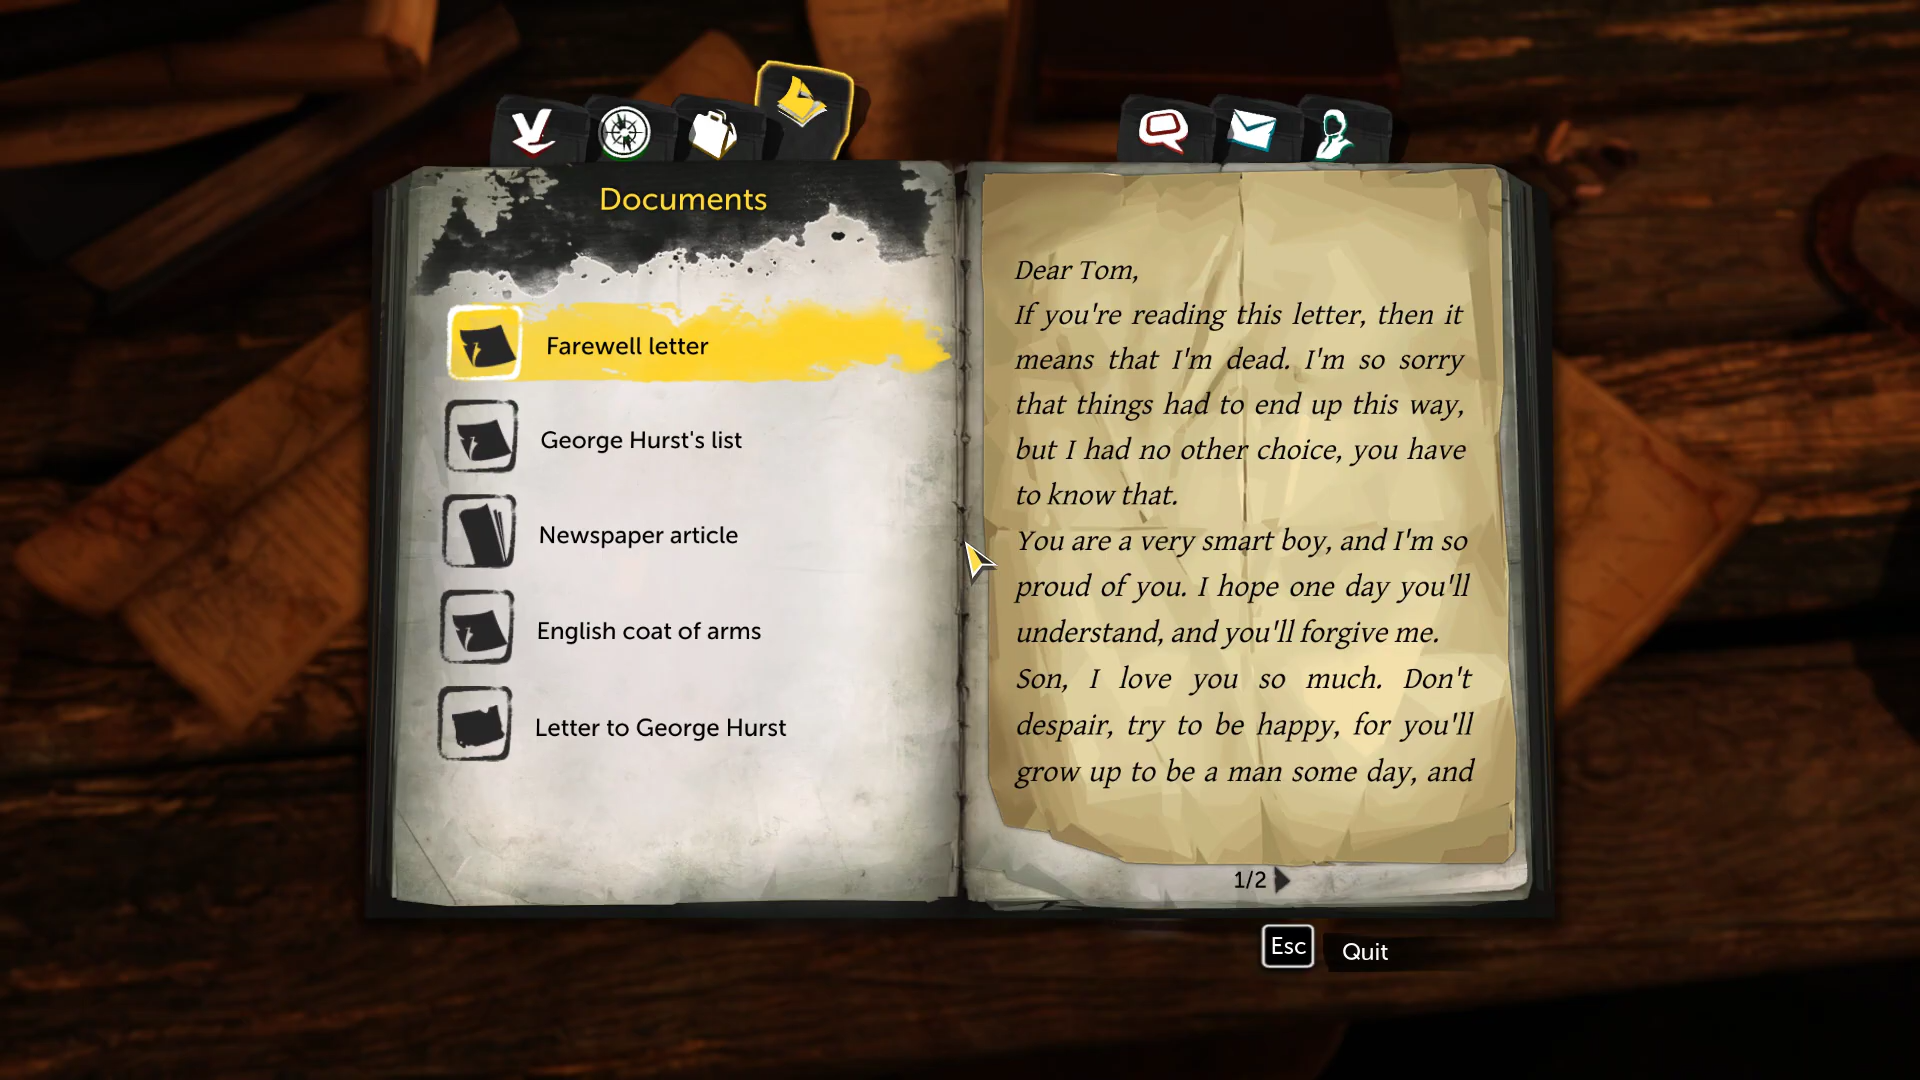 Documents
Farewell letter
George Hurst's list
Newspaper article
English coat of arms
Letter to George Hurst
Dear Tom,
If you're reading this letter, then it
means that I'm dead. I'm so sorry
that things had to end up this way,
but I had no other choice, you have
to know that.
You are a very smart boy, and I'm so
proud of you. I hope one day you'll
understand, and you'll forgive me.
Son, I love you so much. Don't
despair, try to be happy, for you'll
grow up to be a man some day, and
1/2
Esc Quit